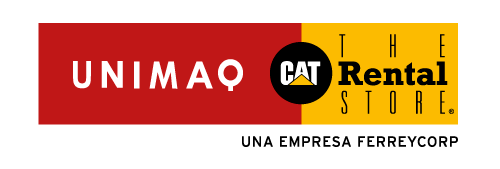 UNIMAQ
CAT
THE
Rental
STORE®
UNA EMPRESA FERREYCORP